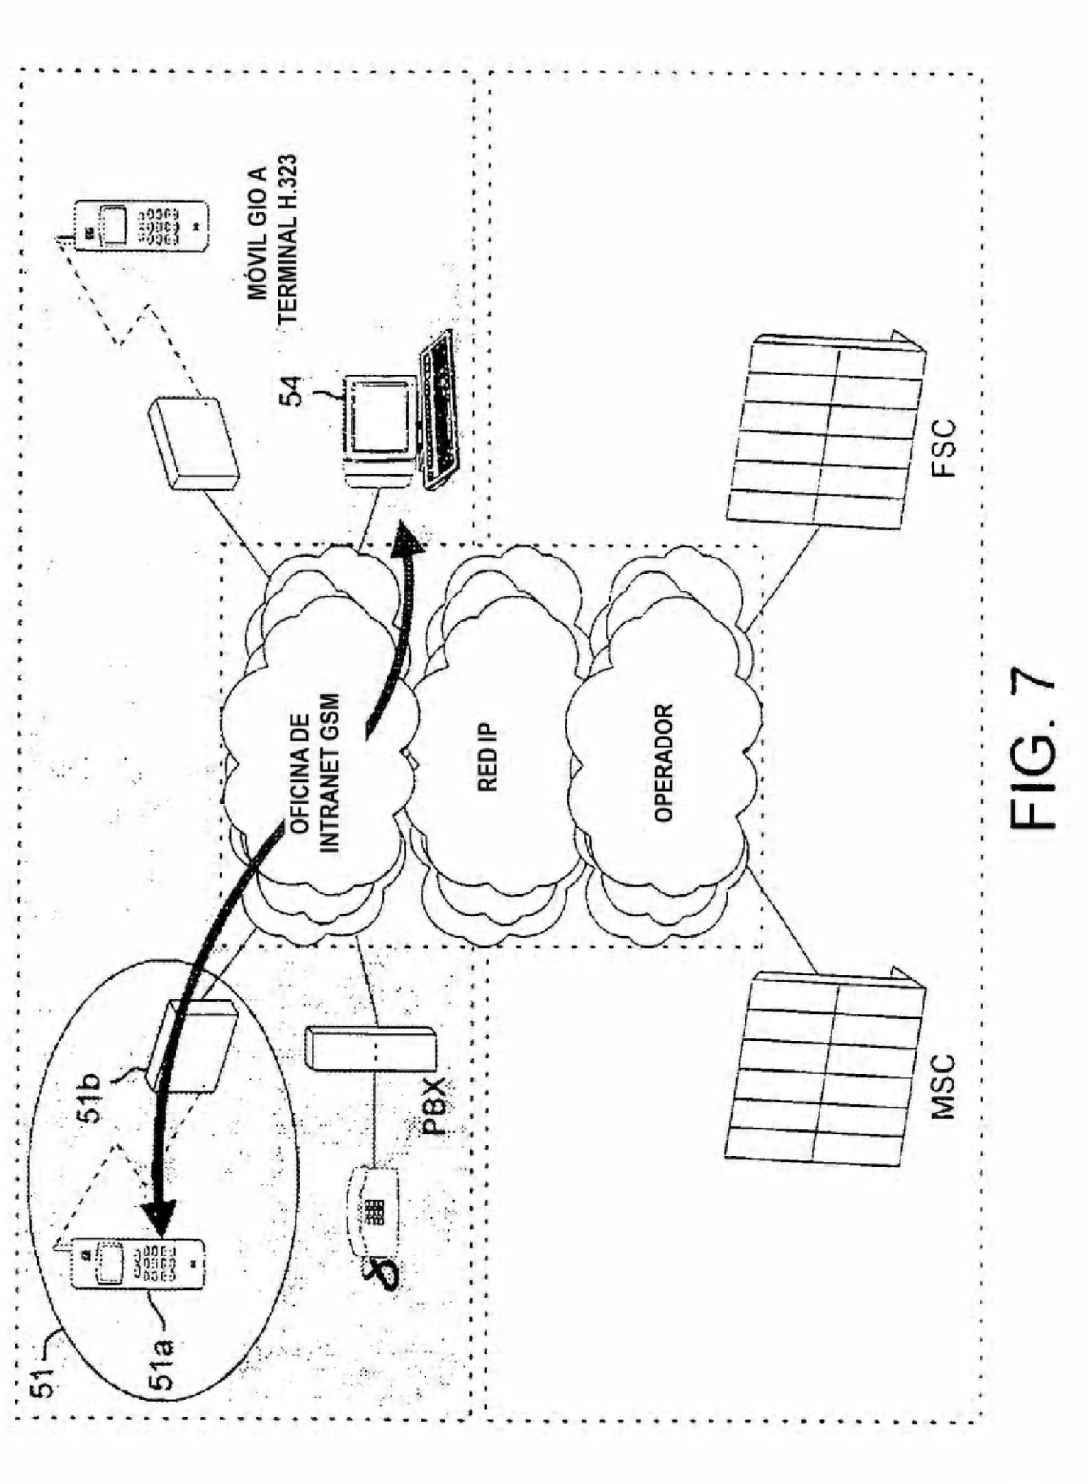 51
51a
51b
PBX
OFICINA DE
INTRANET GSM
RED IP
OPERADOR
54
MÓVIL GIO A
TERMINAL H.323
MSC
FSC
FIG. 7